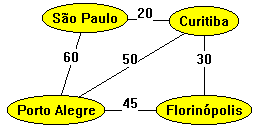 São Paulo
20
Curitiba
60
50
30
Porto Alegre
45
Florinópolis